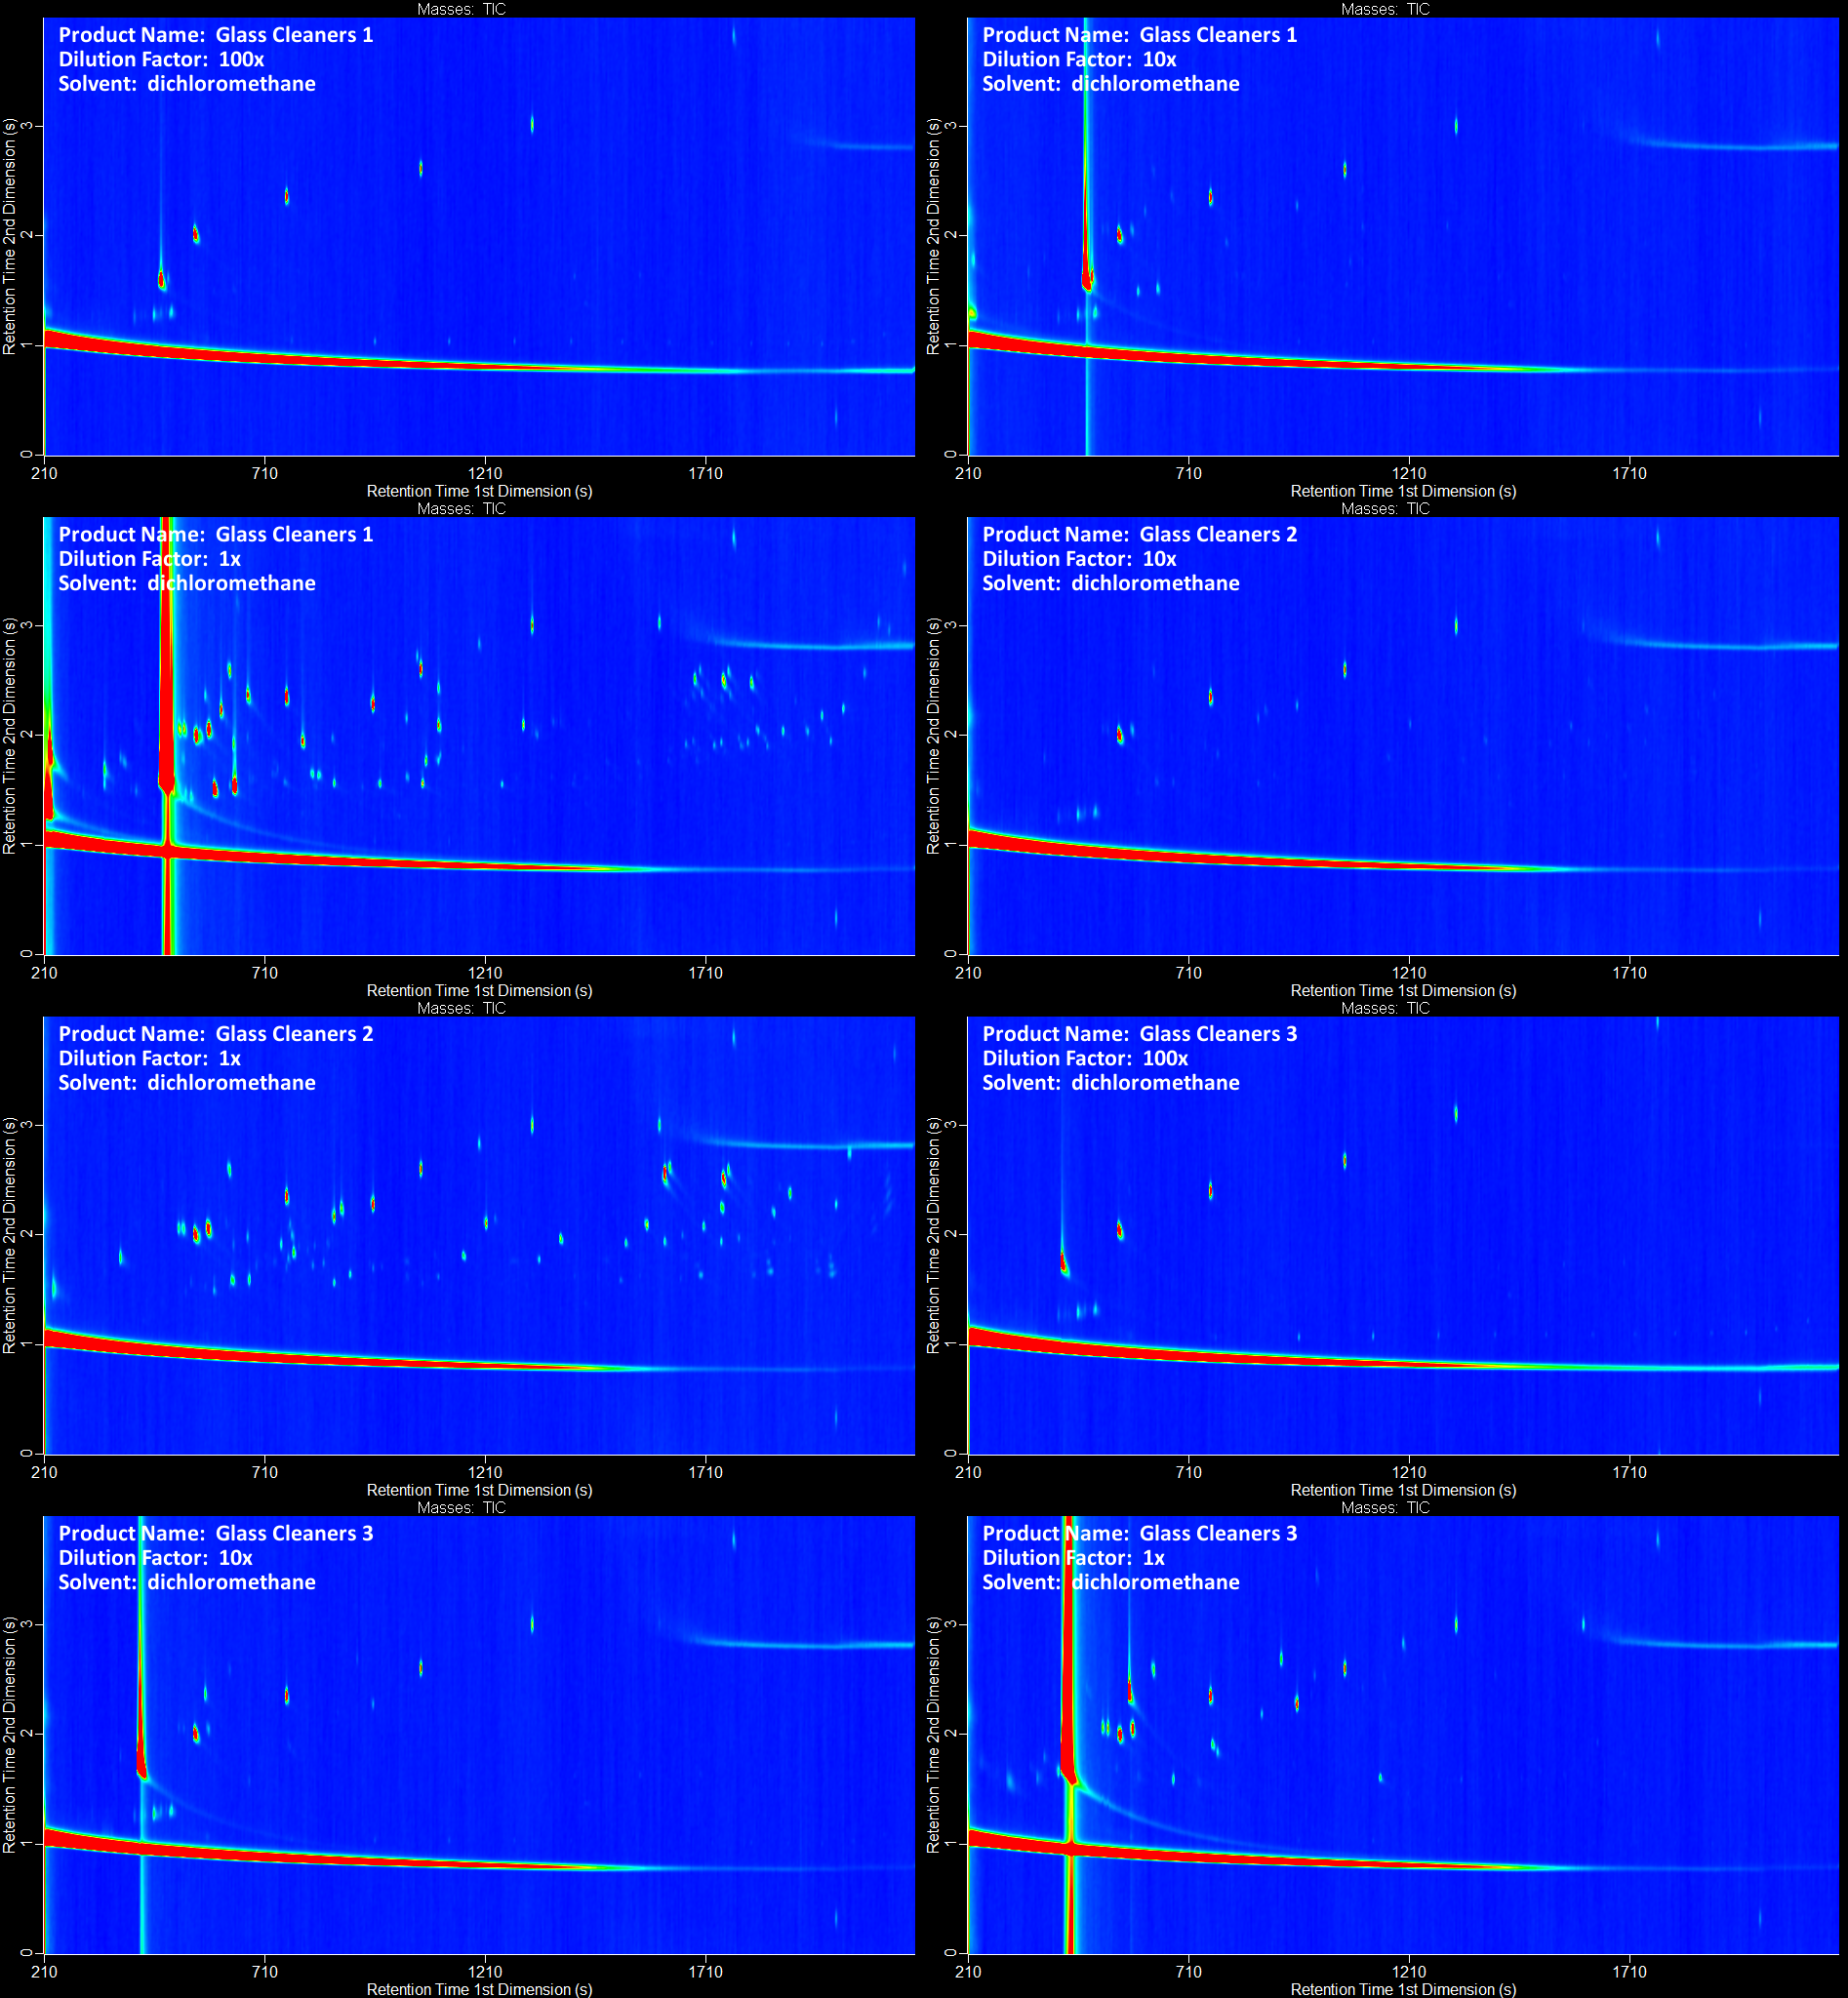 Masses: TIC
Product Name: Glass Cleaners 1
Dilution Factor: 100x
Solvent: dichloromethane
Retention Time 2nd Dimension (s)
3
2
1
0
210 710 1210 1710
Retention Time 1st Dimension (s)
Masses: TIC
Product Name: Glass Cleaners 1
Dilution Factor: 10x
Solvent: dichloromethane
Retention Time 2nd Dimension (s)
3
2
1
0
210 710 1210 1710
Retention Time 1st Dimension (s)
Masses: TIC
Product Name: Glass Cleaners 1
Dilution Factor: 1x
Solvent: dichloromethane
Retention Time 2nd Dimension (s)
3
2
1
0
210 710 1210 1710
Retention Time 1st Dimension (s)
Masses: TIC
Product Name: Glass Cleaners 2
Dilution Factor: 10x
Solvent: dichloromethane
Retention Time 2nd Dimension (s)
3
2
1
0
210 710 1210 1710
Retention Time 1st Dimension (s)
Masses: TIC
Product Name: Glass Cleaners 2
Dilution Factor: 1x
Solvent: dichloromethane
Retention Time 2nd Dimension (s)
3
2
1
0
210 710 1210 1710
Retention Time 1st Dimension (s)
Masses: TIC
Product Name: Glass Cleaners 3
Dilution Factor: 100x
Solvent: dichloromethane
Retention Time 2nd Dimension (s)
3
2
1
0
210 710 1210 1710
Retention Time 1st Dimension (s)
Masses: TIC
Product Name: Glass Cleaners 3
Dilution Factor: 10x
Solvent: dichloromethane
Retention Time 2nd Dimension (s)
3
2
1
0
210 710 1210 1710
Retention Time 1st Dimension (s)
Masses: TIC
Product Name: Glass Cleaners 3
Dilution Factor: 1x
Solvent: dichloromethane
Retention Time 2nd Dimension (s)
3
2
1
0
210 710 1210 1710
Retention Time 1st Dimension (s)